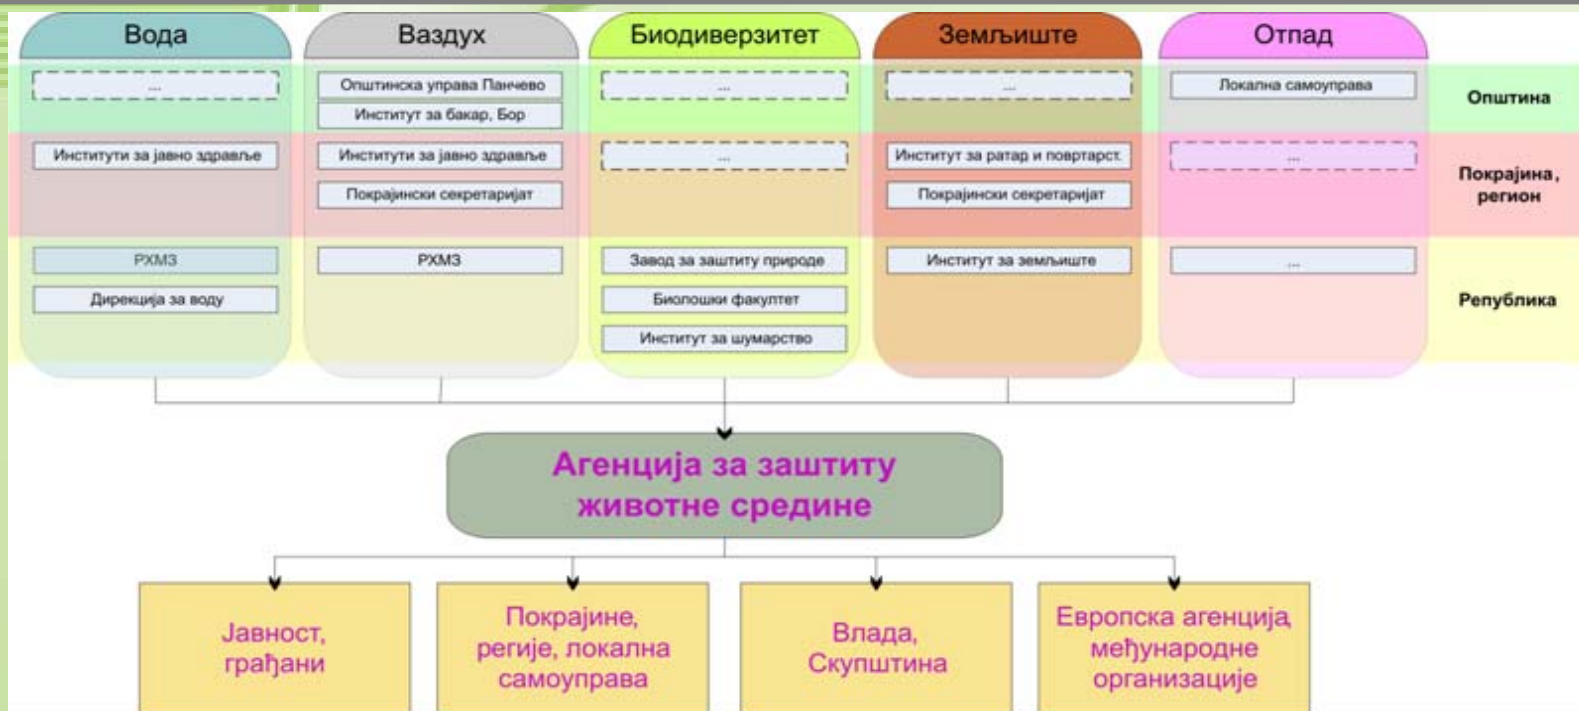 Вода
Ваздух
Биодиверзитет
Земљиште
Отпад
...
Општинска управа Панчево
...
...
Локална самоуправа
Општина
Институт за бакар, Бор
Институти за јавно здравље
Институти за јавно здравље
...
Институт за ратар и повртарст.
...
Покрајина,
регион
Покрајински секретаријат
Покрајински секретаријат
РХМЗ
РХМЗ
Завод за заштиту природе
Институт за земљиште
...
Дирекција за воду
Биолошки факултет
Република
Институт за шумарство
Агенција за заштиту
животне средине
Јавност,
грађани
Покрајине,
регије, локална
самоуправа
Влада,
Скупштина
Европска агенција,
међународне
организације